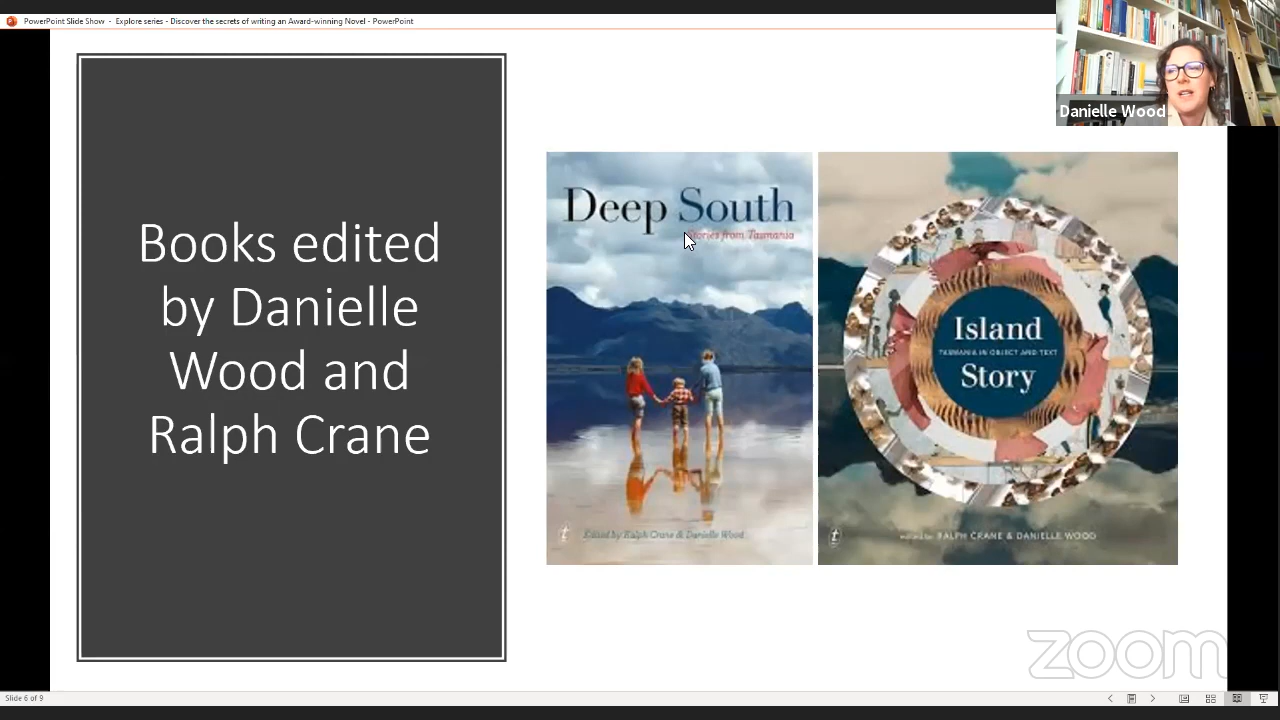 PowerPoint Slide Show - Explore series - Discover the secrets of writing an Award-winning Novel - PowerPoint
Danielle Wood
Books edited
by Danielle
Wood and
Ralph Crane
Deep South
Stories from Tasmania
t
Edited by Ralph Crane & Danielle Wood
Island
TASMANIA IN OBJECT AND TEXT
Story
t
EDITED BY RALPH CRANE & DANIELLE WOOD
zoom
Slide 6 of 9